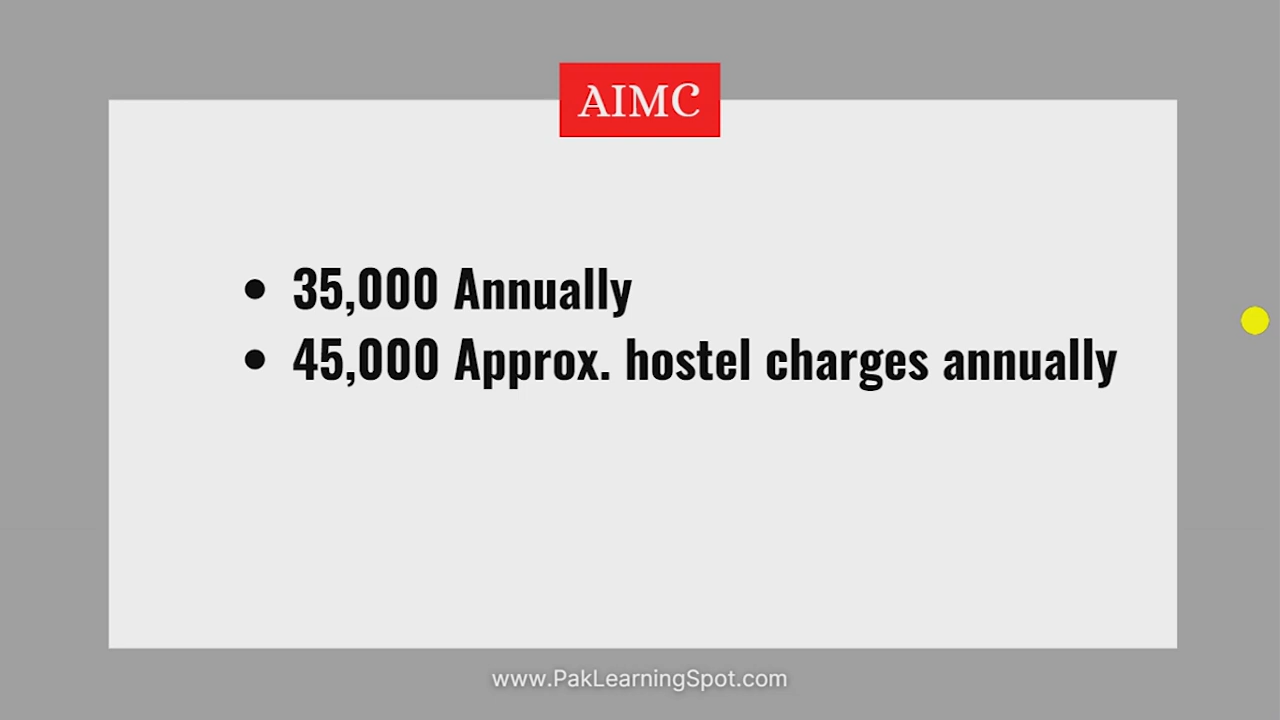 AIMC
• 35,000 Annually
• 45,000 Approx. hostel charges annually
www.PakLearningSpot.com